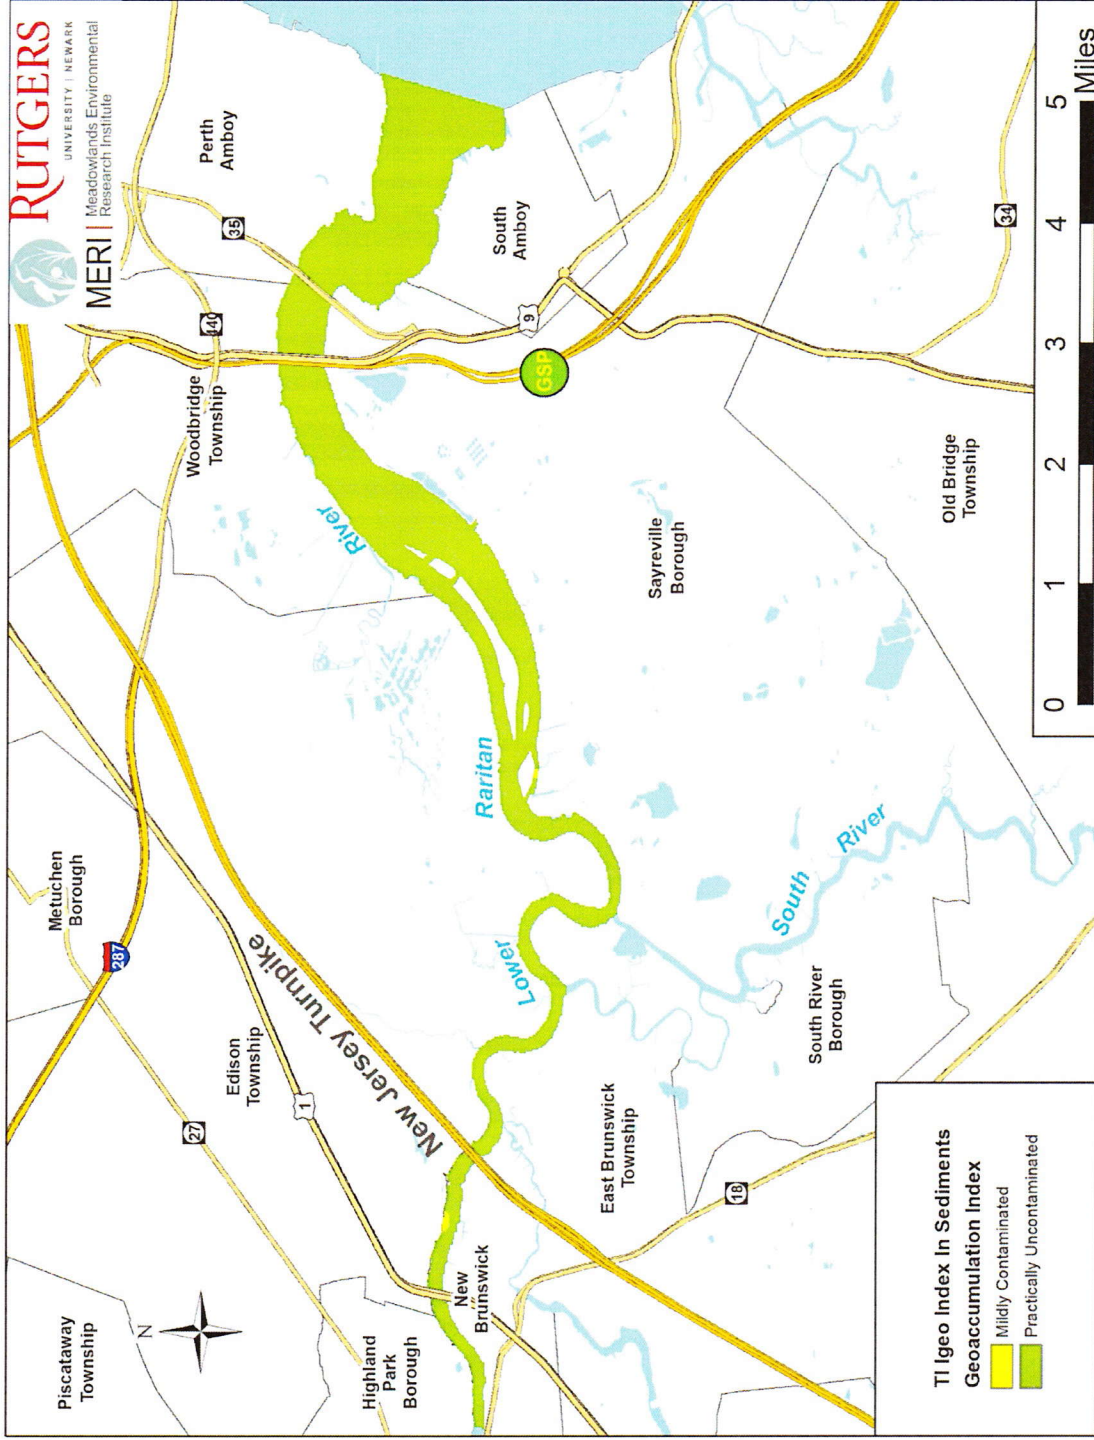 RUTGERS
UNIVERSITY | NEWARK
MERI | Meadowlands Environmental
Research Institute
Piscataway
Township
N
Highland
Park
Borough
New
Brunswick
27
Edison
Township
1
Metuchen
Borough
287
New Jersey Turnpike
Woodbridge
Township
440
35
Perth
Amboy
Lower
Raritan
River
South
Amboy
9
GSP
Sayreville
Borough
East Brunswick
Township
18
South River
Borough
South
River
Old Bridge
Township
34
Tl Igeo Index In Sediments
Geoaccumulation Index
Mildly Contaminated
Practically Uncontaminated
0 1 2 3 4 5
Miles